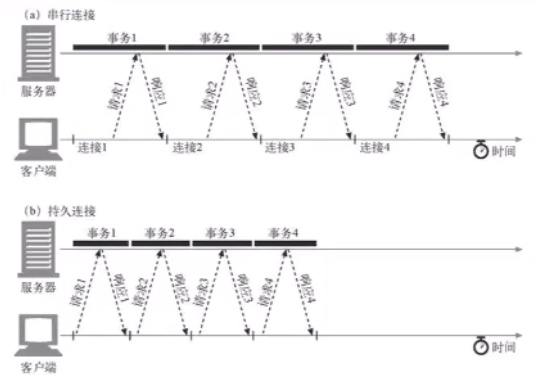 (a) 串行连接
事务1 事务2 事务3 事务4
服务器
请求1 响应1 请求2 响应2 请求3 响应3 请求4 响应4
连接1 连接2 连接3 连接4
时间
客户端
(b) 持久连接
事务1 事务2 事务3 事务4
服务器
请求1 响应1 请求2 响应2 请求3 响应3 请求4 响应4
时间
客户端